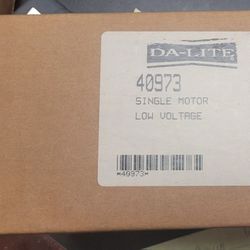 DA-LITE
40973
SINGLE MOTOR
LOW VOLTAGE
*40973*